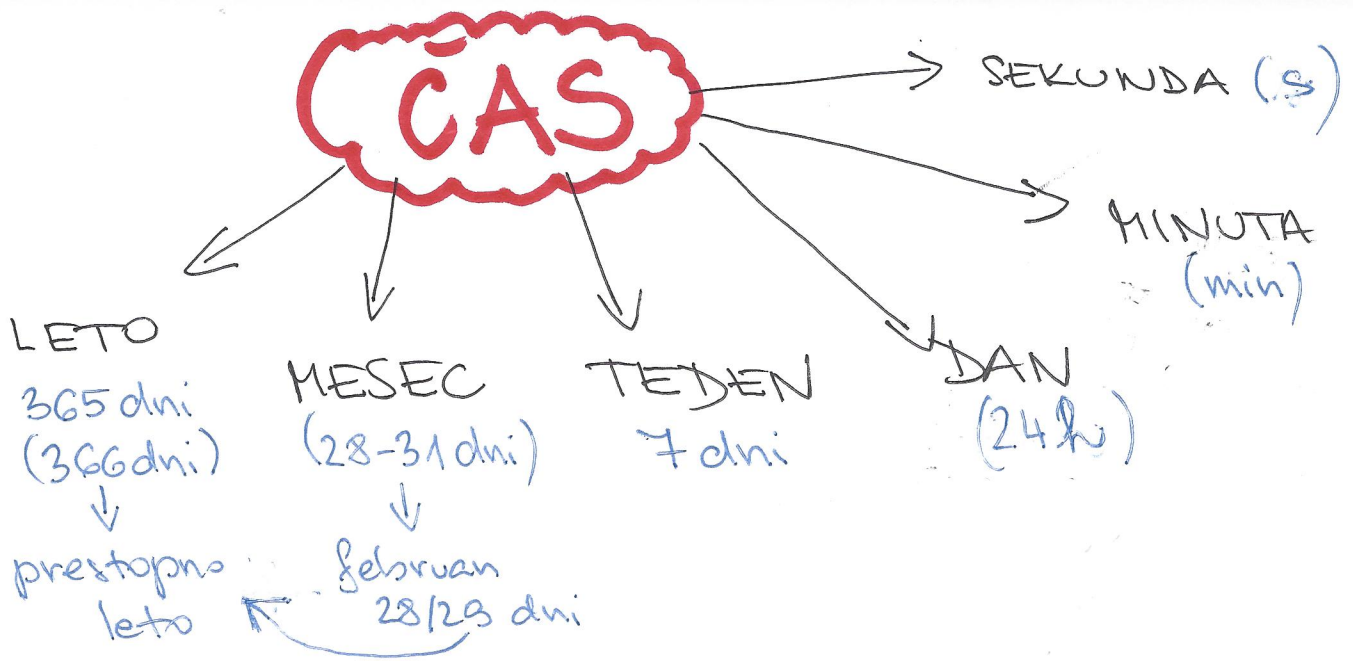 ČAS
SEKUNDA (s)
MINUTA
(min)
DAN
(24 h)
TEDEN
7 dni
MESEC
(28-31 dni)
februar
28/29 dni
LETO
365 dni
(366 dni)
prestopno
leto